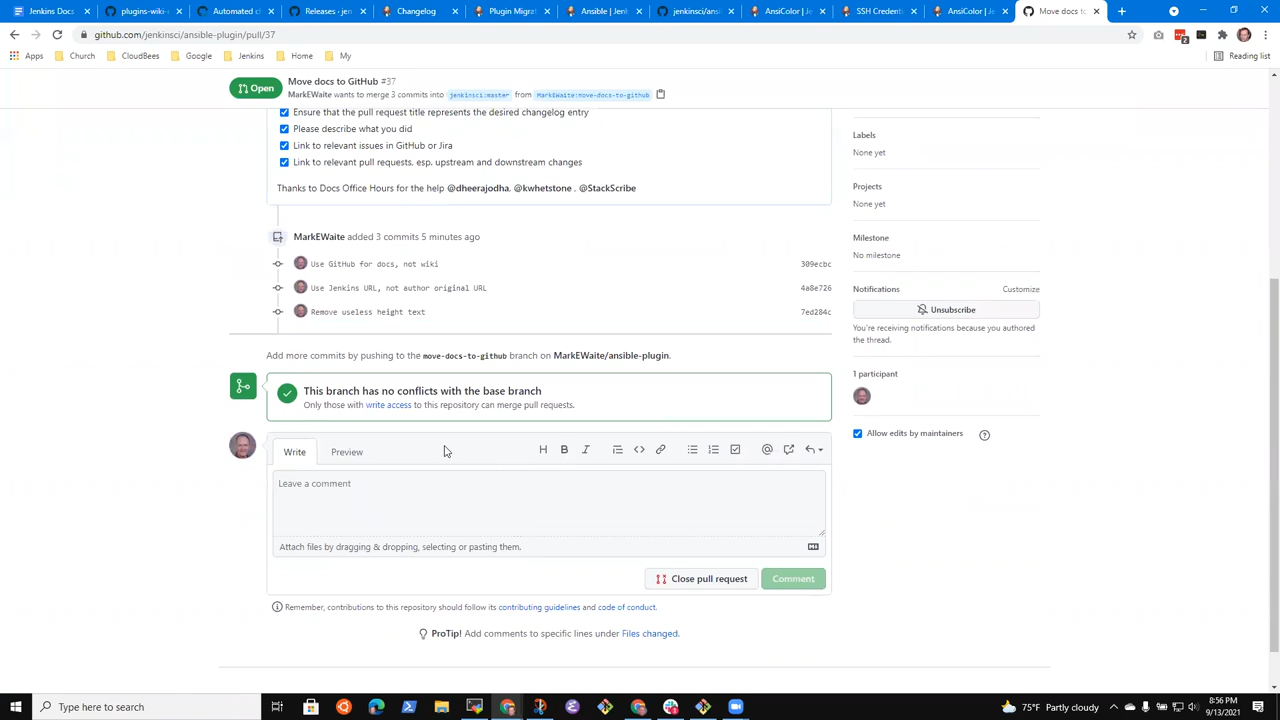 Jenkins Docs
plugins-wiki-
Automated c
Releases · jen
Changelog
Plugin Migrat
Ansible | Jen
jenkinsci/ans
AnsiColor | Je
SSH Credenti
AnsiColor | Je
Move docs to
github.com/jenkinsci/ansible-plugin/pull/37
2
Apps
Church
CloudBees
Google
Jenkins
Home
My
Reading list
Open
Move docs to GitHub #37
MarkEWaite wants to merge 3 commits into jenkinsci:master from MarkEWaite:move-docs-to-github
Ensure that the pull request title represents the desired changelog entry
Please describe what you did
Link to relevant issues in GitHub or Jira
Link to relevant pull requests, esp. upstream and downstream changes
Thanks to Docs Office Hours for the help @dheerajodha, @kwhetstone , @StackScribe
MarkEWaite added 3 commits 5 minutes ago
Use GitHub for docs, not wiki 309ecbc
Use Jenkins URL, not author original URL 4a8e726
Remove useless height text 7ed284c
Add more commits by pushing to the move-docs-to-github branch on MarkEWaite/ansible-plugin.
This branch has no conflicts with the base branch
Only those with write access to this repository can merge pull requests.
Write
Preview
Leave a comment
Attach files by dragging & dropping, selecting or pasting them.
Close pull request
Comment
Remember, contributions to this repository should follow its contributing guidelines and code of conduct.
ProTip! Add comments to specific lines under Files changed.
Labels
None yet
Projects
None yet
Milestone
No milestone
Notifications
Customize
Unsubscribe
You're receiving notifications because you authored
the thread.
1 participant
Allow edits by maintainers
Type here to search
75°F Partly cloudy
8:56 PM
9/13/2021